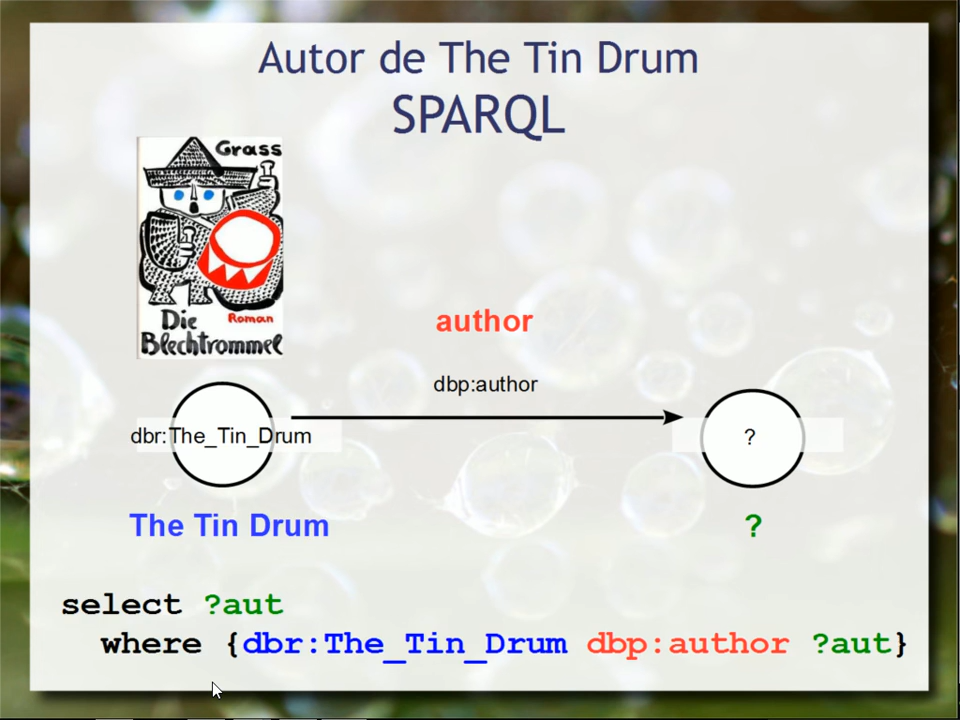 Autor de The Tin Drum
SPARQL
Grass
Die
Roman
Blechtrommel
author
dbp:author
dbr:The_Tin_Drum
?
The Tin Drum
?
select ?aut
where {dbr:The_Tin_Drum dbp:author ?aut}